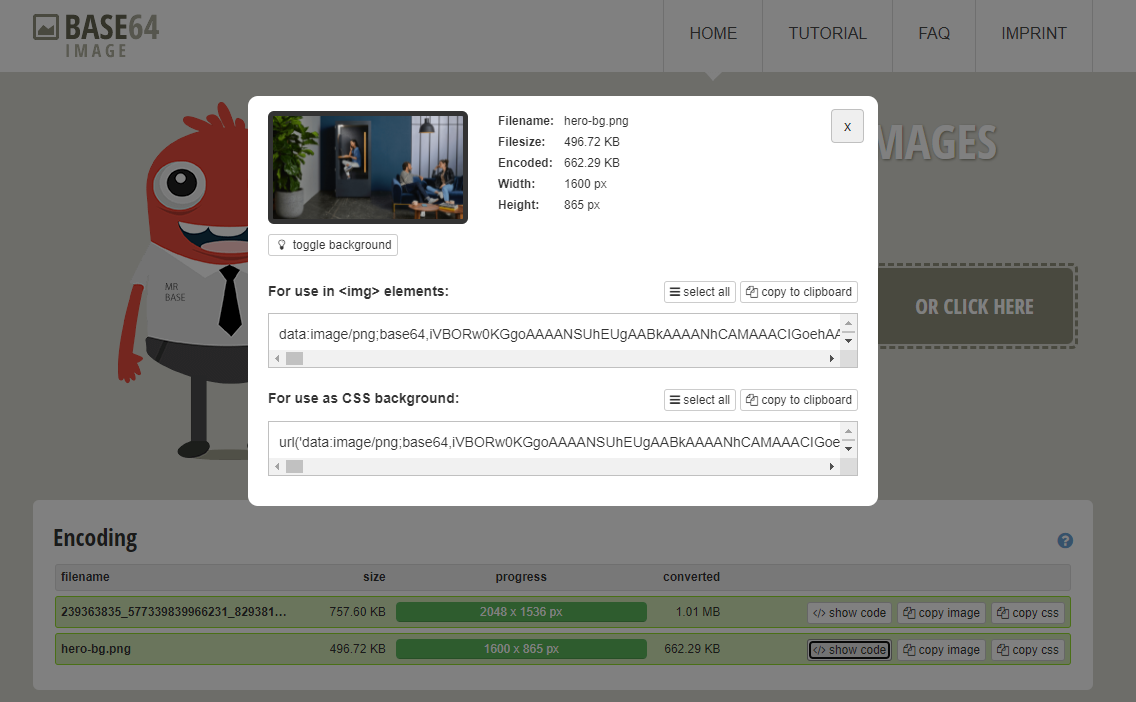 BASE64
IMAGE
HOME
TUTORIAL
FAQ
IMPRINT
MAGES
MR
BASE
OR CLICK HERE
Filename: hero-bg.png
Filesize: 496.72 KB
Encoded: 662.29 KB
Width: 1600 px
Height: 865 px
x
toggle background
For use in <img> elements:
select all
copy to clipboard
data:image/png;base64,iVBORw0KGgoAAAANSUhEUgAABkAAAANhCAMAAACIGoehAA
For use as CSS background:
select all
copy to clipboard
url('data:image/png;base64,iVBORw0KGgoAAAANSUhEUgAABkAAAANhCAMAAACIGoe
Encoding
?
filename size progress converted
239363835_577339839966231_829381... 757.60 KB 2048 x 1536 px 1.01 MB </> show code copy image copy css
hero-bg.png 496.72 KB 1600 x 865 px 662.29 KB </> show code copy image copy css